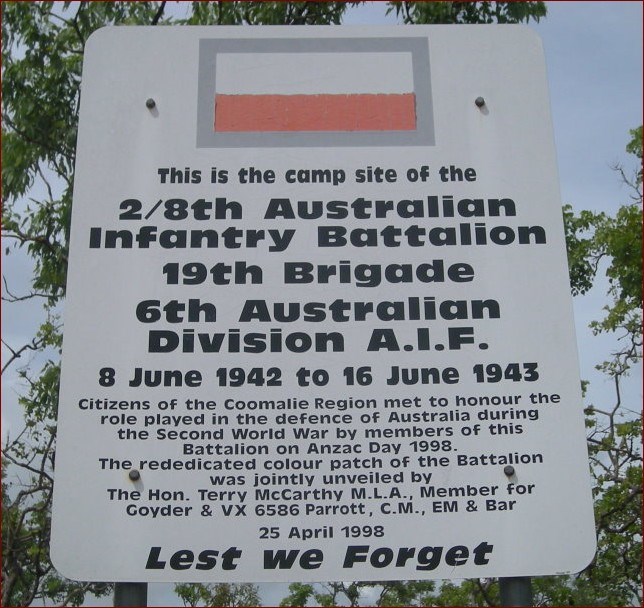 This is the camp site of the
2/8th Australian
Infantry Battalion
19th Brigade
6th Australian
Division A.I.F.
8 June 1942 to 16 June 1943
Citizens of the Coomalie Region met to honour the
role played in the defence of Australia during
the Second World War by members of this
Battalion on Anzac Day 1998.
The rededicated colour patch of the Battalion
was jointly unveiled by
The Hon. Terry McCarthy M.L.A., Member for
Goyder & VX 6586 Parrott, C.M., EM & Bar
25 April 1998
Lest we Forget